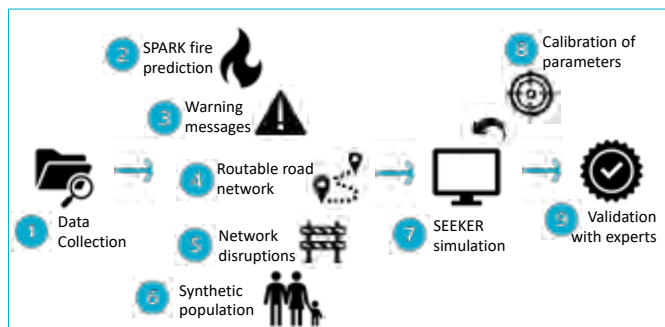 1
Data
Collection
2
SPARK fire
prediction
3
Warning
messages
4
Routable road
network
5
Network
disruptions
6
Synthetic
population
7
SEEKER
simulation
8
Calibration of
parameters
9
Validation
with experts